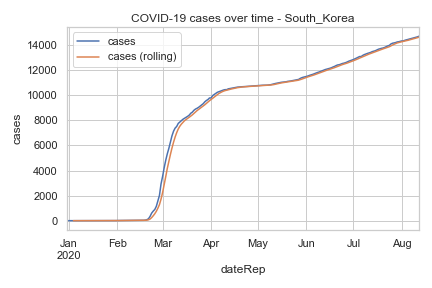 COVID-19 cases over time - South_Korea
cases
cases (rolling)
14000
12000
10000
8000
6000
4000
2000
0
cases
Jan Feb Mar Apr May Jun Jul Aug
2020
dateRep